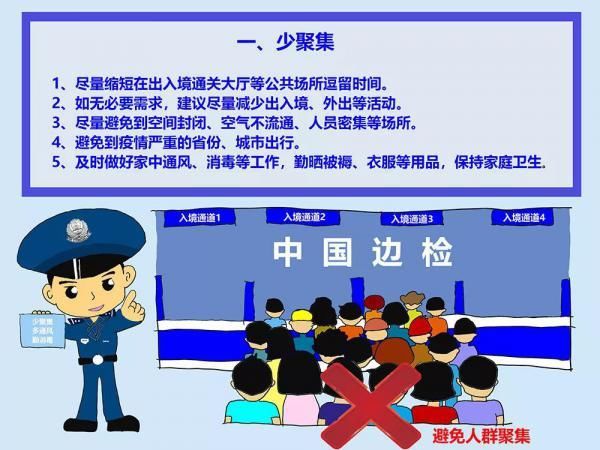 一、少聚集
1、尽量缩短在出入境通关大厅等公共场所逗留时间。
2、如无必要需求，建议尽量减少出入境、外出等活动。
3、尽量避免到空间封闭、空气不流通、人员密集等场所。
4、避免到疫情严重的省份、城市出行。
5、及时做好家中通风、消毒等工作，勤晒被褥、衣服等用品，保持家庭卫生。
入境通道1
入境通道2
入境通道3
入境通道4
中国边检
少聚集
多通风
勤消毒
避免人群聚集